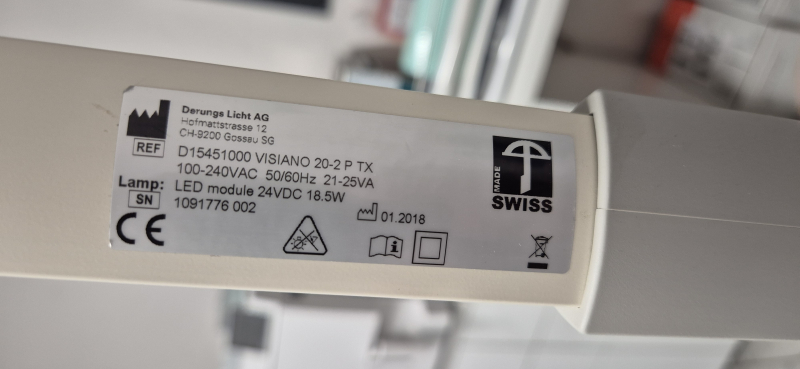 Derungs Licht AG
Hofmattstrasse 12
CH-9200 Gossau SG
REF D15451000 VISIANO 20-2 P TX
100-240VAC 50/60Hz 21-25VA
Lamp: LED module 24VDC 18.5W
SN 1091776 002
01.2018
CE
MADE
SWISS